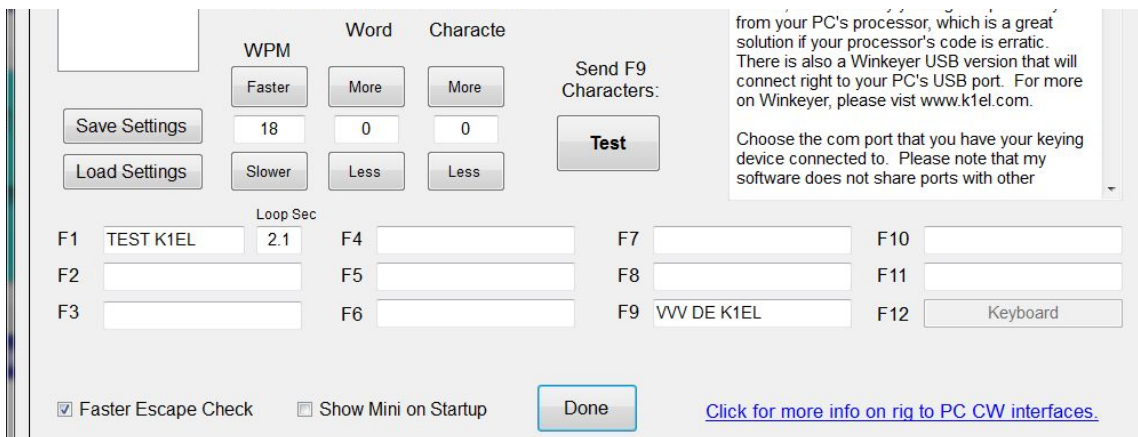 WPM
Word
Characte
Faster
More
More
18
0
0
Slower
Less
Less
Save Settings
Load Settings
Send F9
Characters:
Test
from your PC's processor, which is a great
solution if your processor's code is erratic.
There is also a Winkeyer USB version that will
connect right to your PC's USB port. For more
on Winkeyer, please vist www.k1el.com.
Choose the com port that you have your keying
device connected to. Please note that my
software does not share ports with other
Loop Sec
F1 TEST K1EL 2.1 F4 F7 F10
F2 F5 F8 F11
F3 F6 F9 VVV DE K1EL F12 Keyboard
Faster Escape Check Show Mini on Startup Done Click for more info on rig to PC CW interfaces.